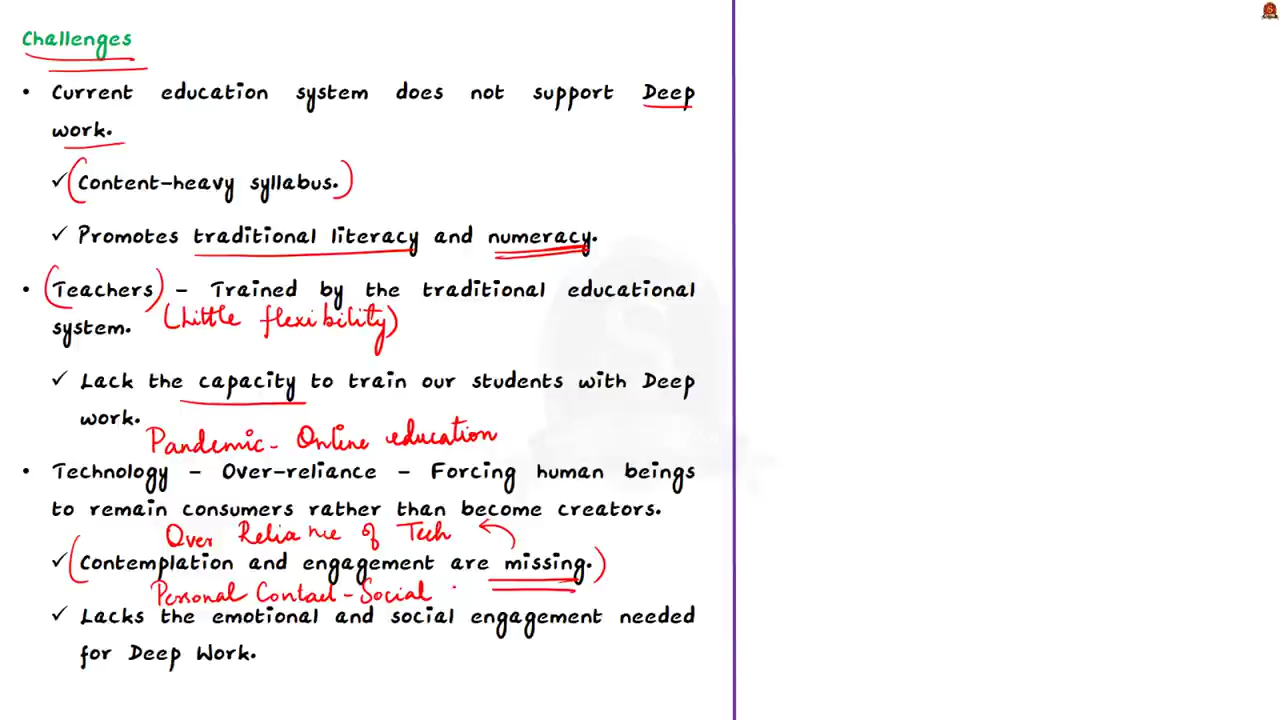 Challenges
• Current education system does not support Deep
work.
✓ (Content-heavy syllabus.)
✓ Promotes traditional literacy and numeracy.
• (Teachers) - Trained by the traditional educational
system. (Little flexibility)
✓ Lack the capacity to train our students with Deep
work.
Pandemic - Online education
• Technology - Over-reliance - Forcing human beings
to remain consumers rather than become creators.
Over Reliance of Tech
✓ (Contemplation and engagement are missing.)
Personal Contact - Social
✓ Lacks the emotional and social engagement needed
for Deep Work.